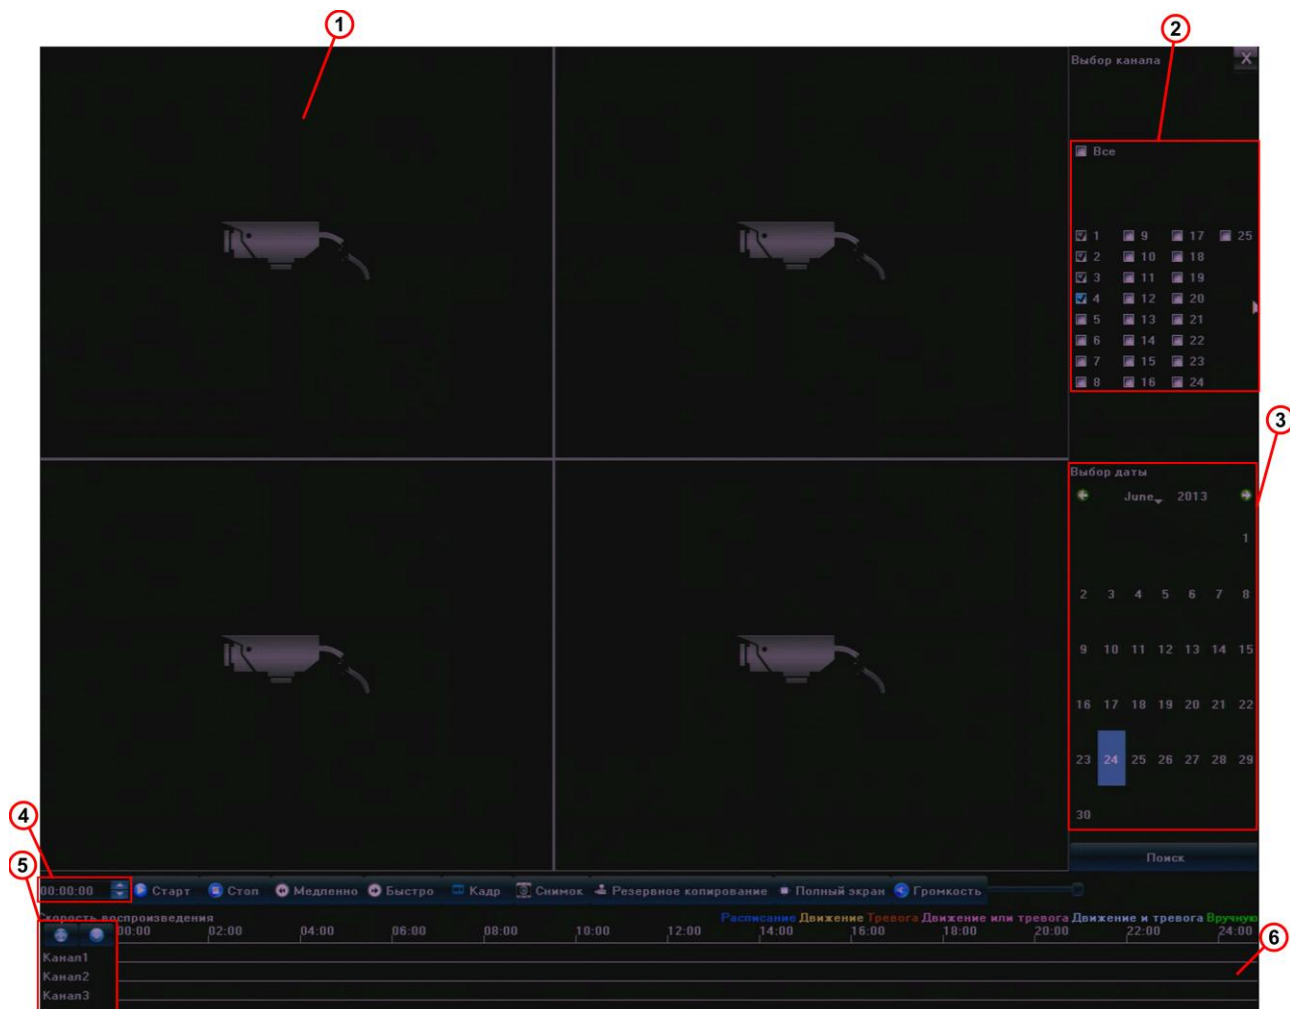 1
2
Выбор канала
X
Все
1 9 17 25
2 10 18
3 11 19
4 12 20
5 13 21
6 14 22
7 15 23
8 16 24
3
Выбор даты
June 2013
1
2 3 4 5 6 7 8
9 10 11 12 13 14 15
16 17 18 19 20 21 22
23 24 25 26 27 28 29
30
Поиск
4
5
00:00:00 Старт Стоп Медленно Быстро Кадр Снимок Резервное копирование Полный экран Громкость
Скорость воспроизведения
Расписание Движение Тревога Движение или тревога Движение и тревога Вручную
00:00 02:00 04:00 06:00 08:00 10:00 12:00 14:00 16:00 18:00 20:00 22:00 24:00
6
Канал1
Канал2
Канал3